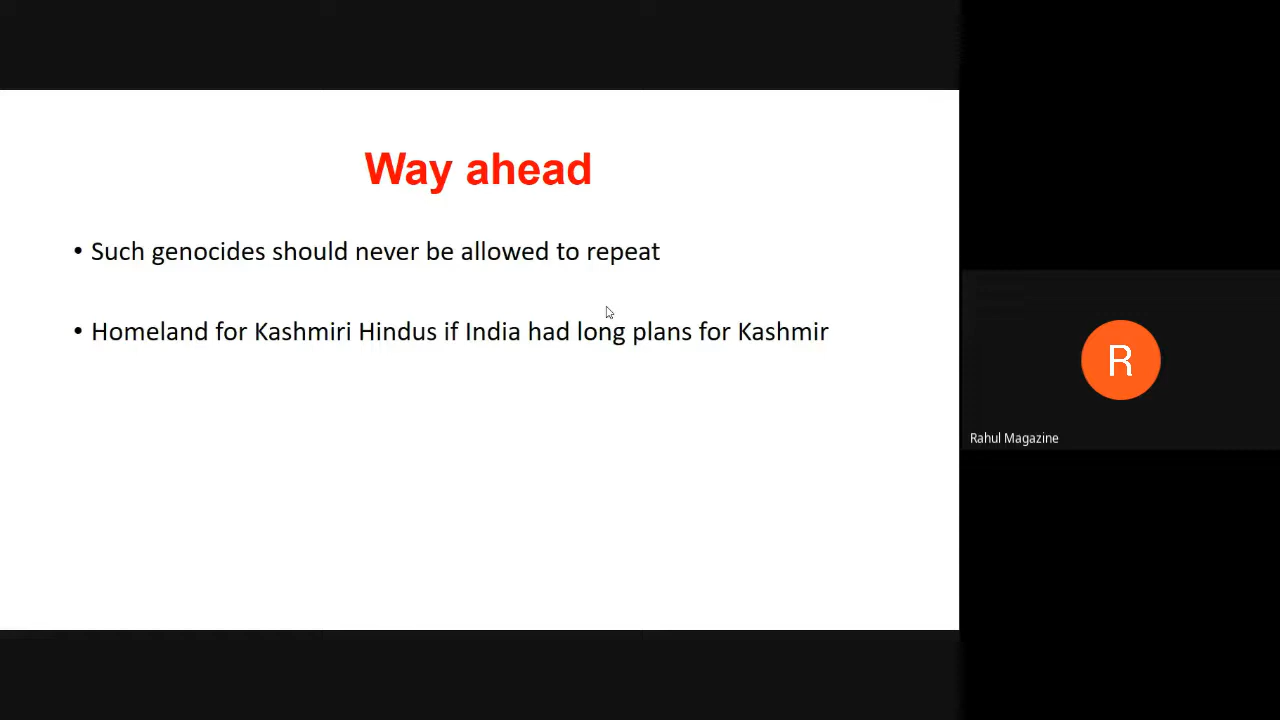 Way ahead
• Such genocides should never be allowed to repeat
• Homeland for Kashmiri Hindus if India had long plans for Kashmir
R
Rahul Magazine